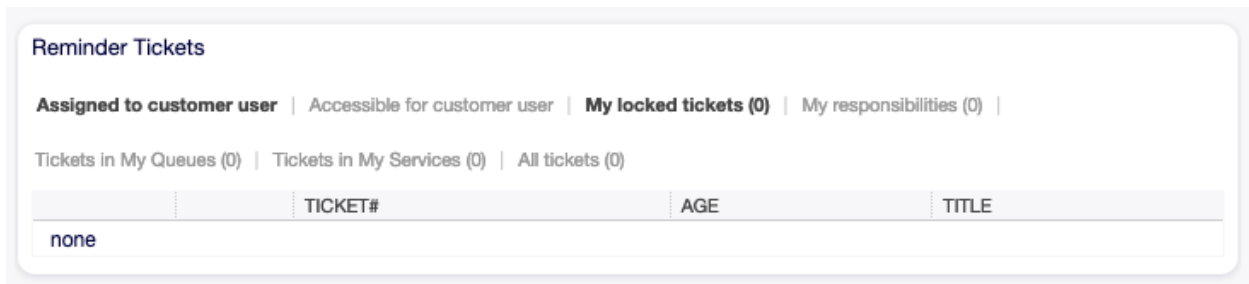 Reminder Tickets
Assigned to customer user | Accessible for customer user | My locked tickets (0) | My responsibilities (0) |
Tickets in My Queues (0) | Tickets in My Services (0) | All tickets (0)
TICKET# AGE TITLE
none